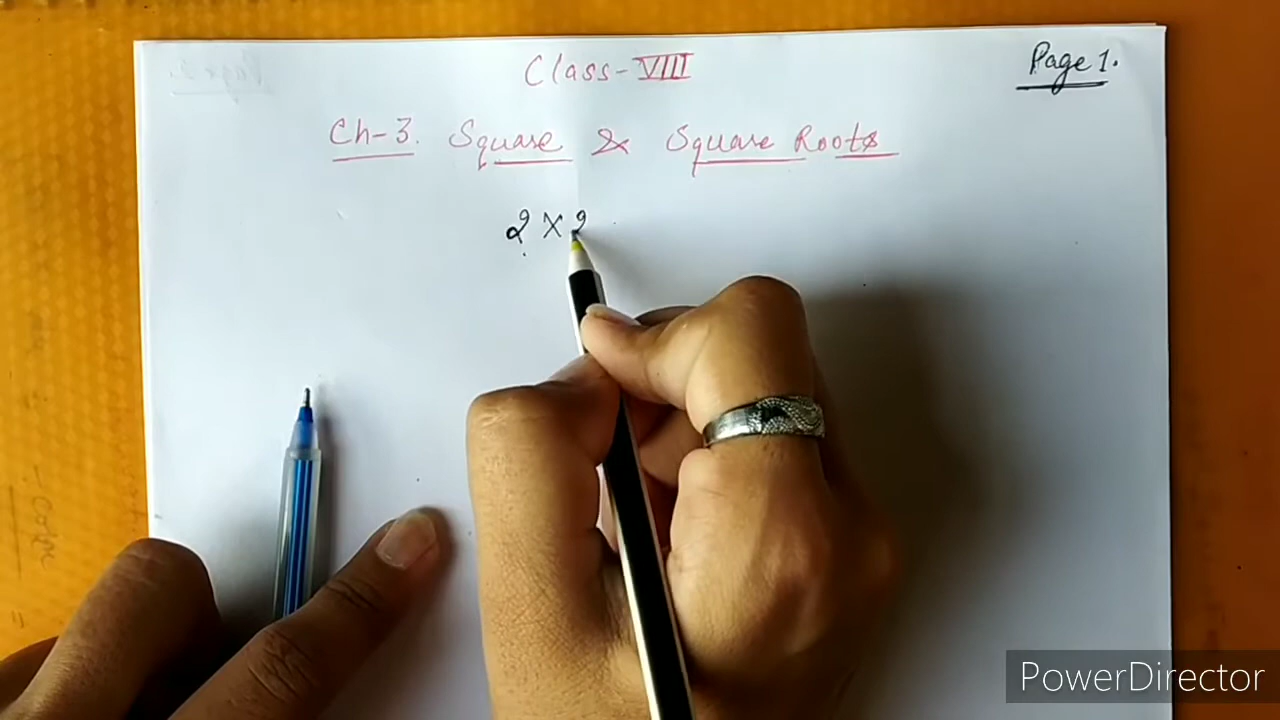 Class-VIII
Page 1.
Ch-3. Square & Square Roots
2 × 2
PowerDirector